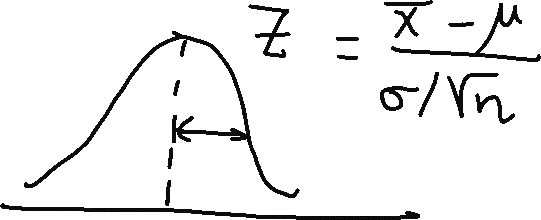 Z = (x̄ − μ) / (σ/√n)